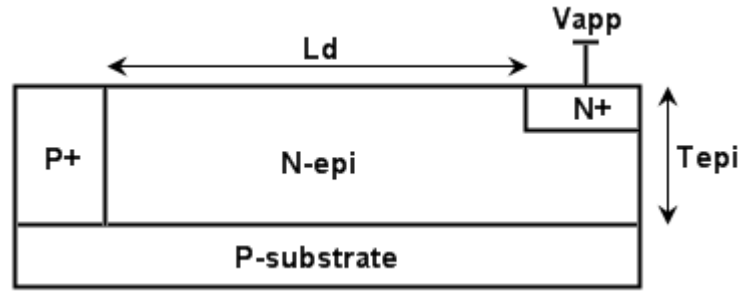 Vapp
Ld
N+
P+
N-epi
Tepi
P-substrate